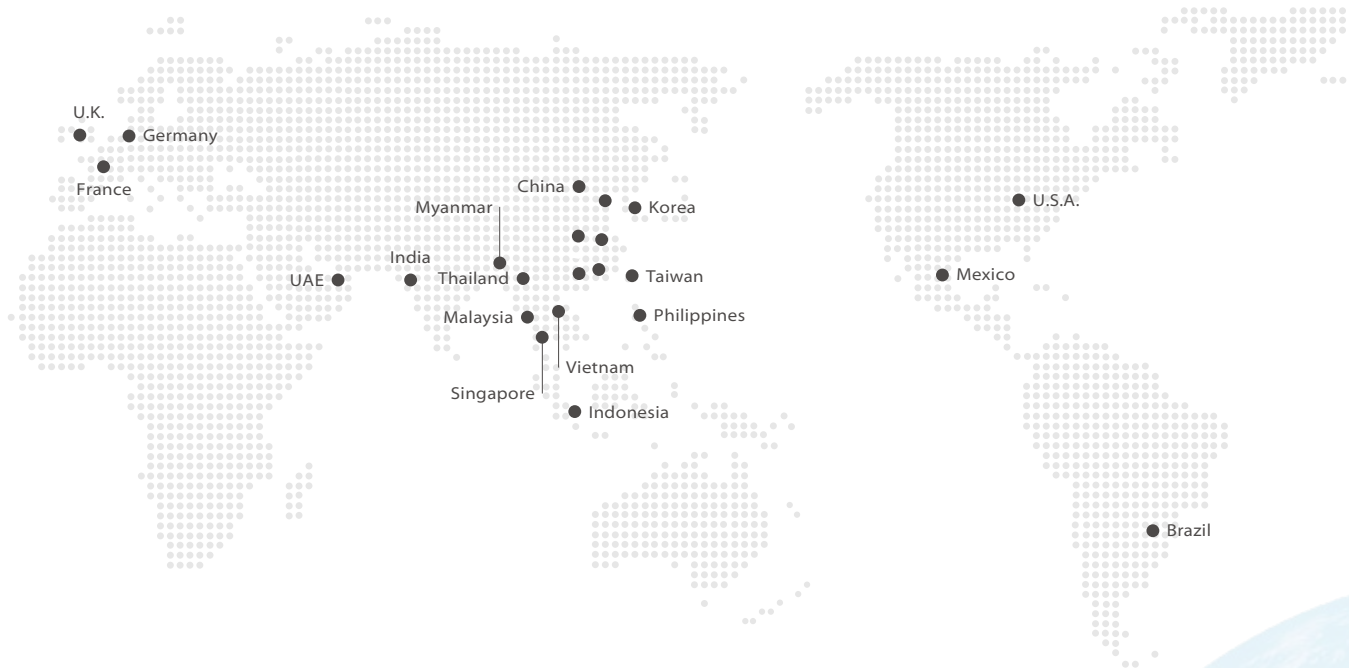 U.K.
Germany
France
China
Myanmar
Korea
U.S.A.
India
UAE
Thailand
Taiwan
Mexico
Malaysia
Philippines
Vietnam
Singapore
Indonesia
Brazil